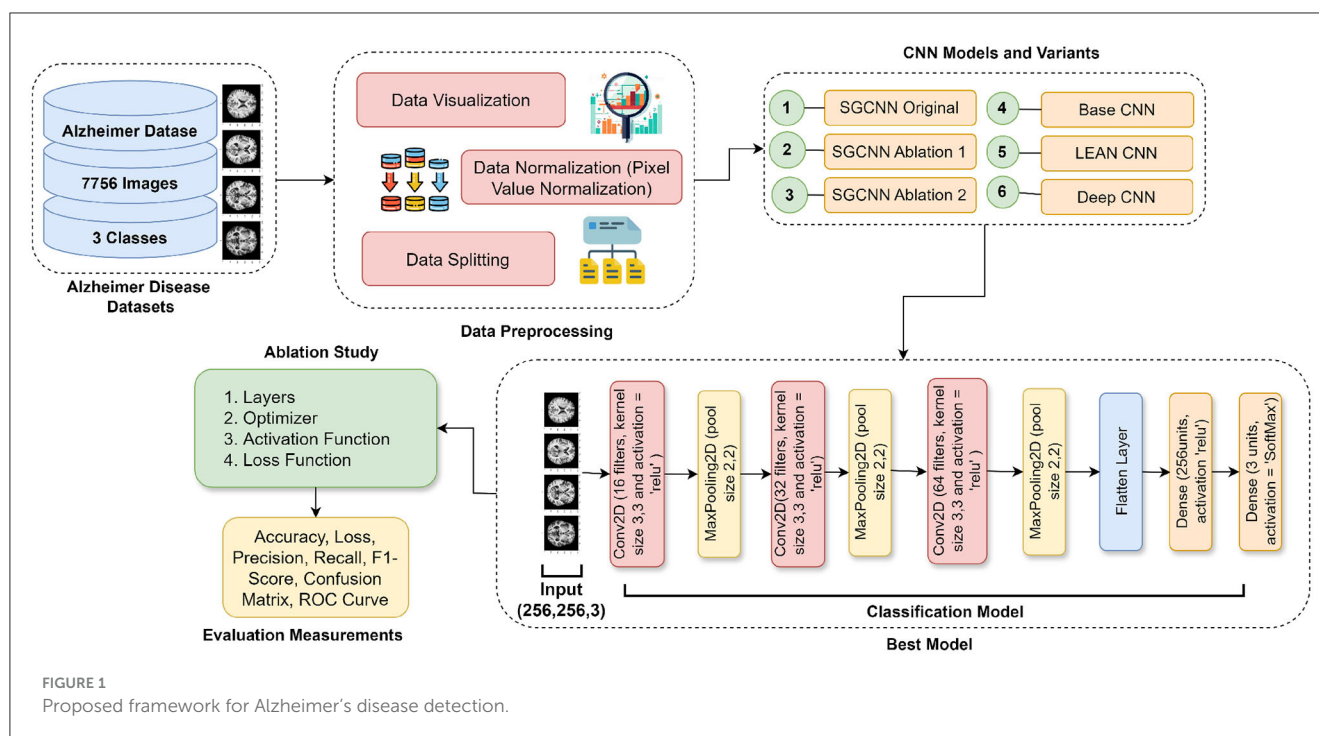 Alzheimer Datase
7756 Images
3 Classes
Alzheimer Disease
Datasets
Data Visualization
Data Normalization (Pixel
Value Normalization)
Data Splitting
Data Preprocessing
CNN Models and Variants
1
SGCNN Original
2
SGCNN Ablation 1
3
SGCNN Ablation 2
4
Base CNN
5
LEAN CNN
6
Deep CNN
Ablation Study
1. Layers
2. Optimizer
3. Activation Function
4. Loss Function
Accuracy, Loss,
Precision, Recall, F1-
Score, Confusion
Matrix, ROC Curve
Evaluation Measurements
Input
(256,256,3)
Conv2D (16 filters, kernel
size 3,3 and activation =
'relu')
MaxPooling2D (pool
size 2,2)
Conv2D(32 filters, kernel
size 3,3 and activation =
'relu')
MaxPooling2D (pool
size 2,2)
Conv2D (64 filters, kernel
size 3,3 and activation =
'relu')
MaxPooling2D (pool
size 2,2)
Flatten Layer
Dense (256units,
activation 'relu')
Dense (3 units,
activation = 'SoftMax')
Classification Model
Best Model
FIGURE 1
Proposed framework for Alzheimer's disease detection.